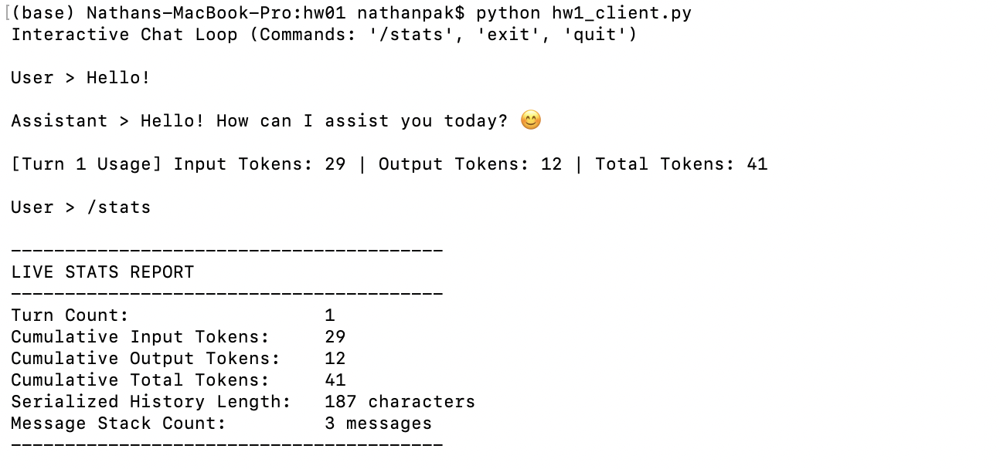 [(base) Nathans-MacBook-Pro:hw01 nathanpak$ python hw1_client.py
Interactive Chat Loop (Commands: '/stats', 'exit', 'quit')
User > Hello!
Assistant > Hello! How can I assist you today? 😊
[Turn 1 Usage] Input Tokens: 29 | Output Tokens: 12 | Total Tokens: 41
User > /stats
----------------------------------------
LIVE STATS REPORT
----------------------------------------
Turn Count: 1
Cumulative Input Tokens: 29
Cumulative Output Tokens: 12
Cumulative Total Tokens: 41
Serialized History Length: 187 characters
Message Stack Count: 3 messages
----------------------------------------